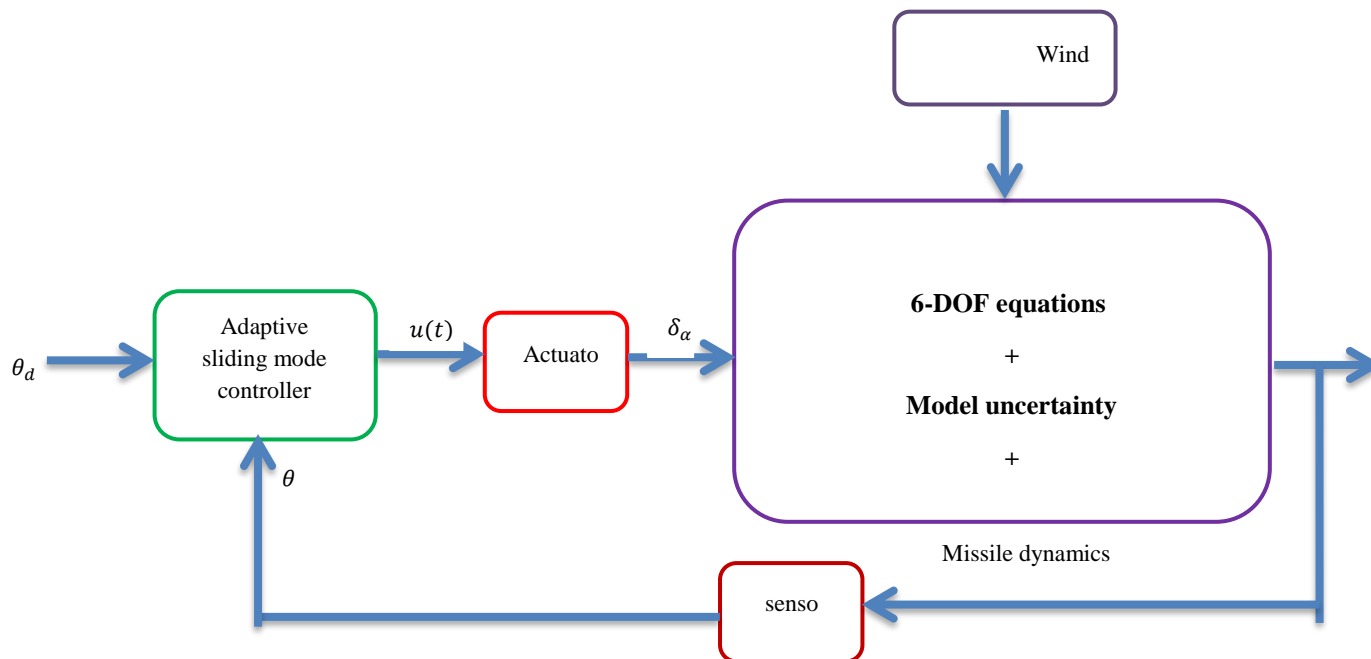 Wind
6-DOF equations
+
Model uncertainty
+
Missile dynamics
Adaptive
sliding mode
controller
u(t)
Actuato
δ_α
θ_d
θ
senso